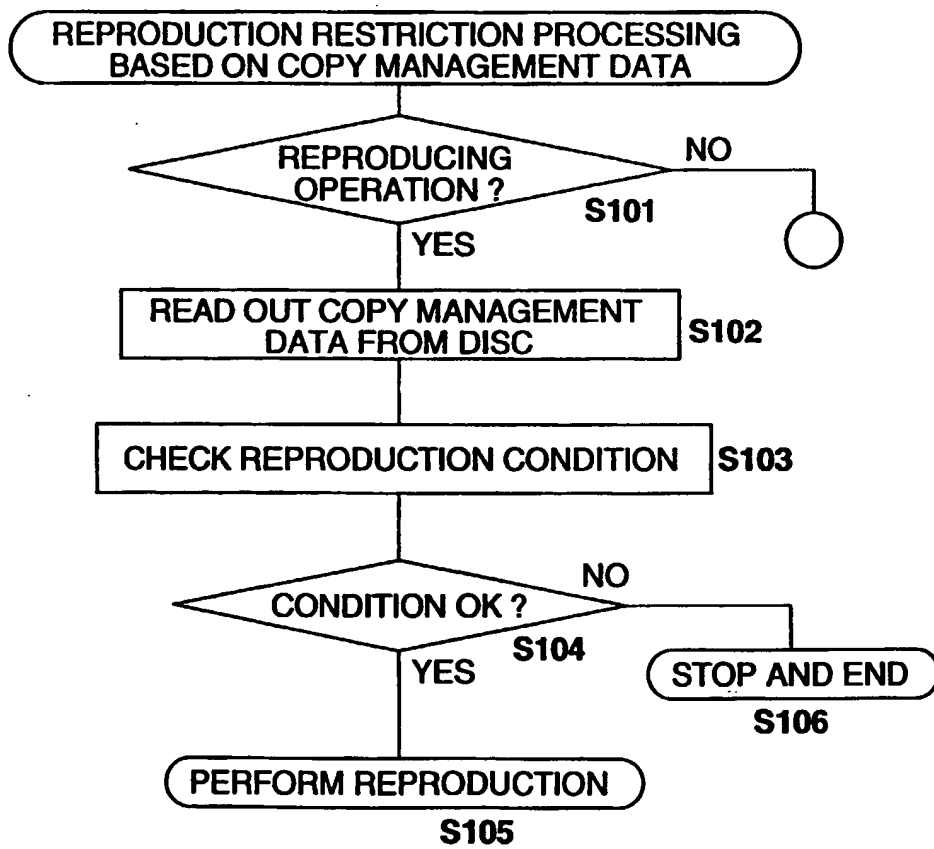 REPRODUCTION RESTRICTION PROCESSING
BASED ON COPY MANAGEMENT DATA
REPRODUCING
OPERATION ?
NO
S101
YES
READ OUT COPY MANAGEMENT
DATA FROM DISC
S102
CHECK REPRODUCTION CONDITION
S103
CONDITION OK ?
NO
S104
YES
STOP AND END
S106
PERFORM REPRODUCTION
S105